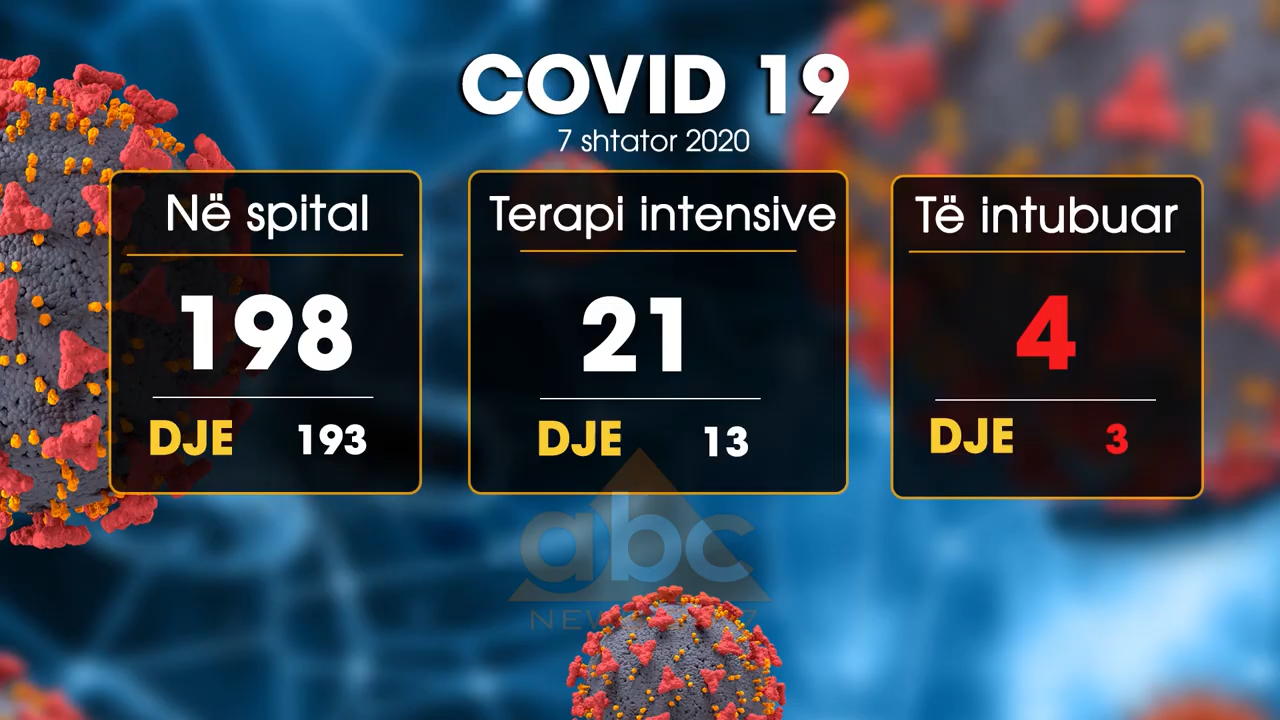 COVID 19
7 shtator 2020
Në spital
198
DJE 193
Terapi intensive
21
DJE 13
Të intubuar
4
DJE 3
abc